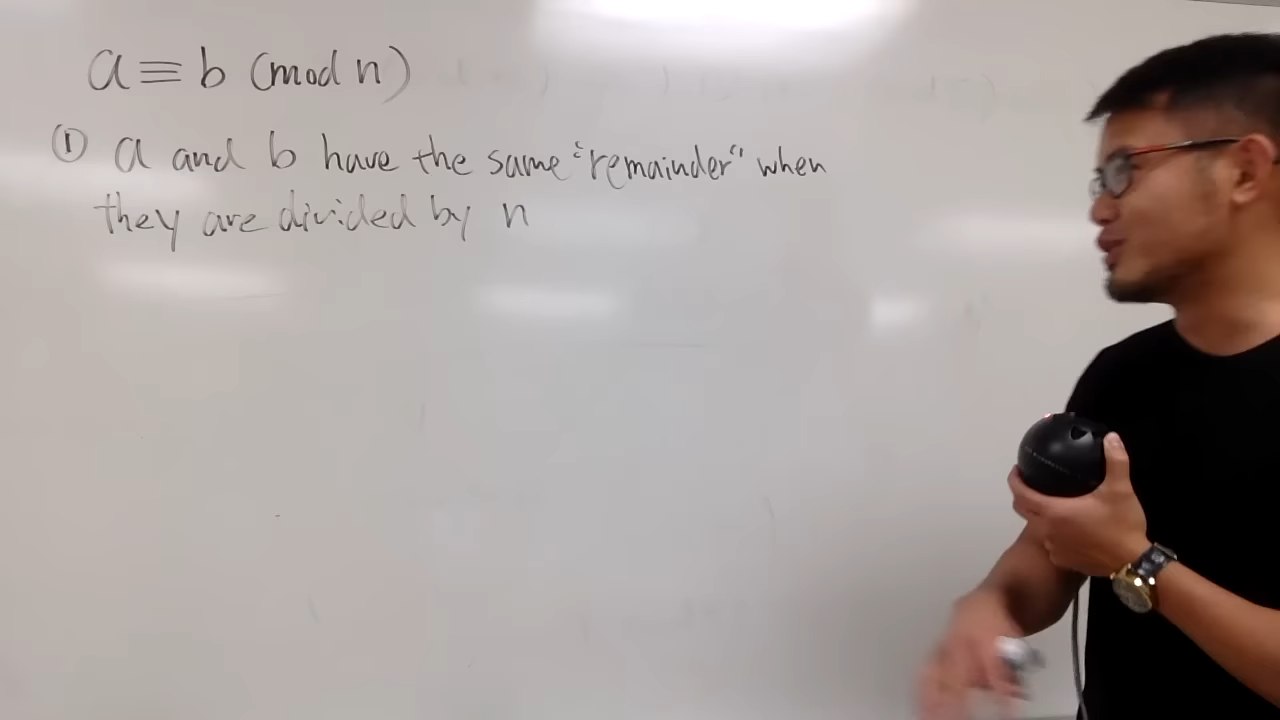 a ≡ b (mod n)
① a and b have the same "remainder" when
they are divided by n